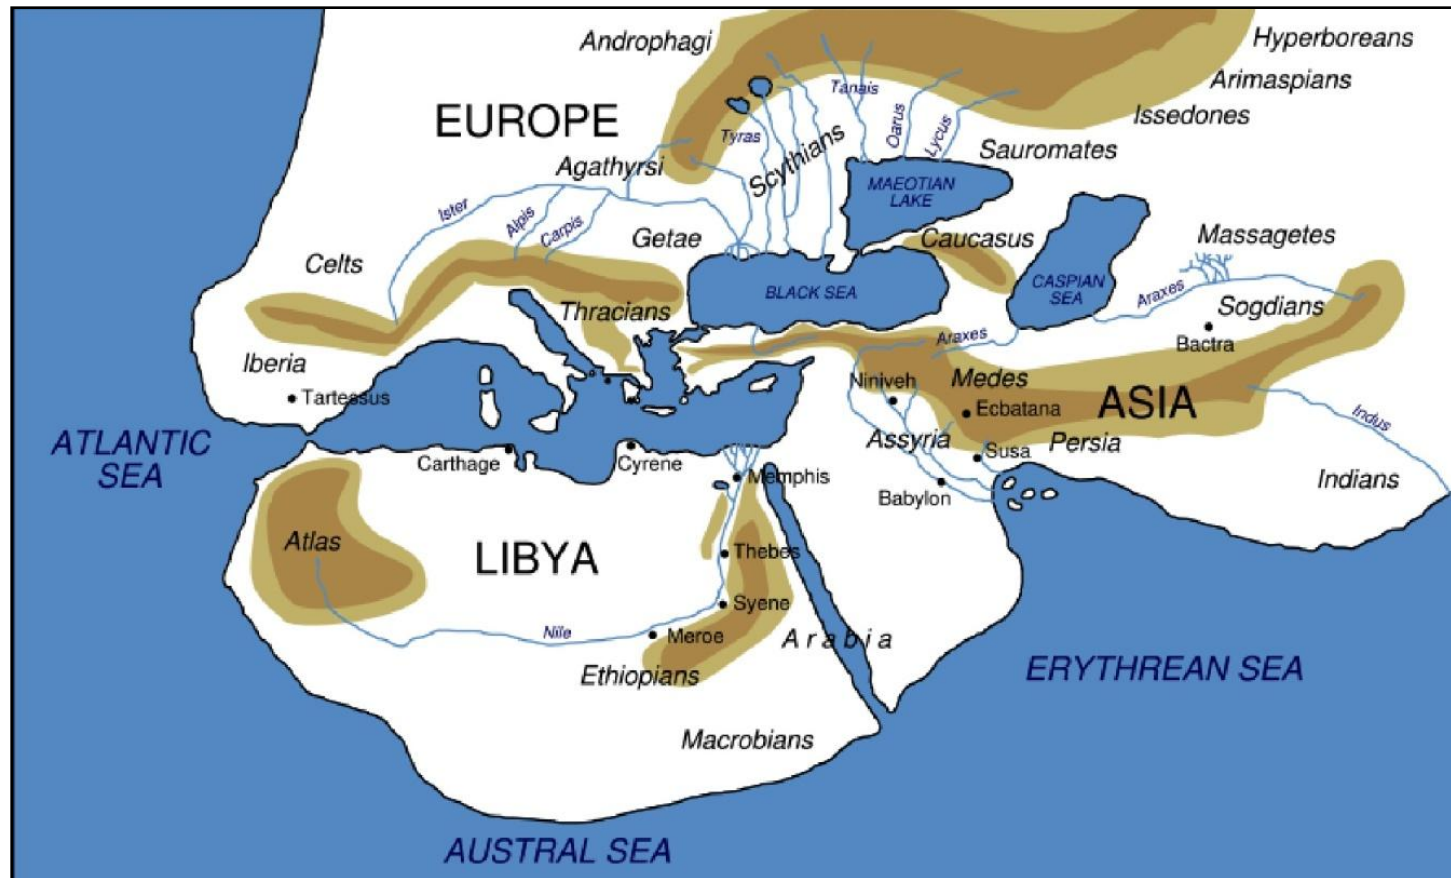 Androphagi
Hyperboreans
Arimaspians
Issedones
EUROPE
Tanais
Oarus
Lycus
Tyras
Scythians
Sauromates
Agathyrsi
MAEOTIAN
LAKE
Ister
Alpis
Carpis
Getae
Caucasus
Massagetes
Celts
BLACK SEA
CASPIAN
SEA
Araxes
Sogdians
Thracians
Araxes
Bactra
Iberia
Tartessus
Niniveh
Medes
Ecbatana
ASIA
Indus
ATLANTIC
SEA
Carthage
Cyrene
Memphis
Assyria
Susa
Persia
Babylon
Indians
Atlas
LIBYA
Thebes
Syene
Nile
Meroe
Arabia
Ethiopians
ERYTHREAN SEA
Macrobians
AUSTRAL SEA